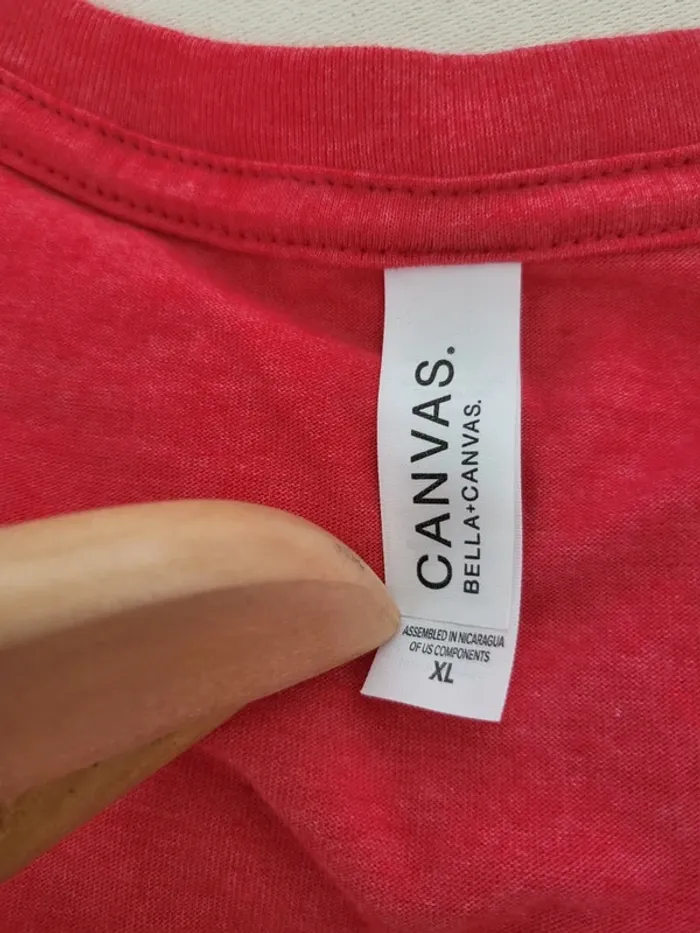 CANVAS.
BELLA+CANVAS.
ASSEMBLED IN NICARAGUA
OF US COMPONENTS
XL